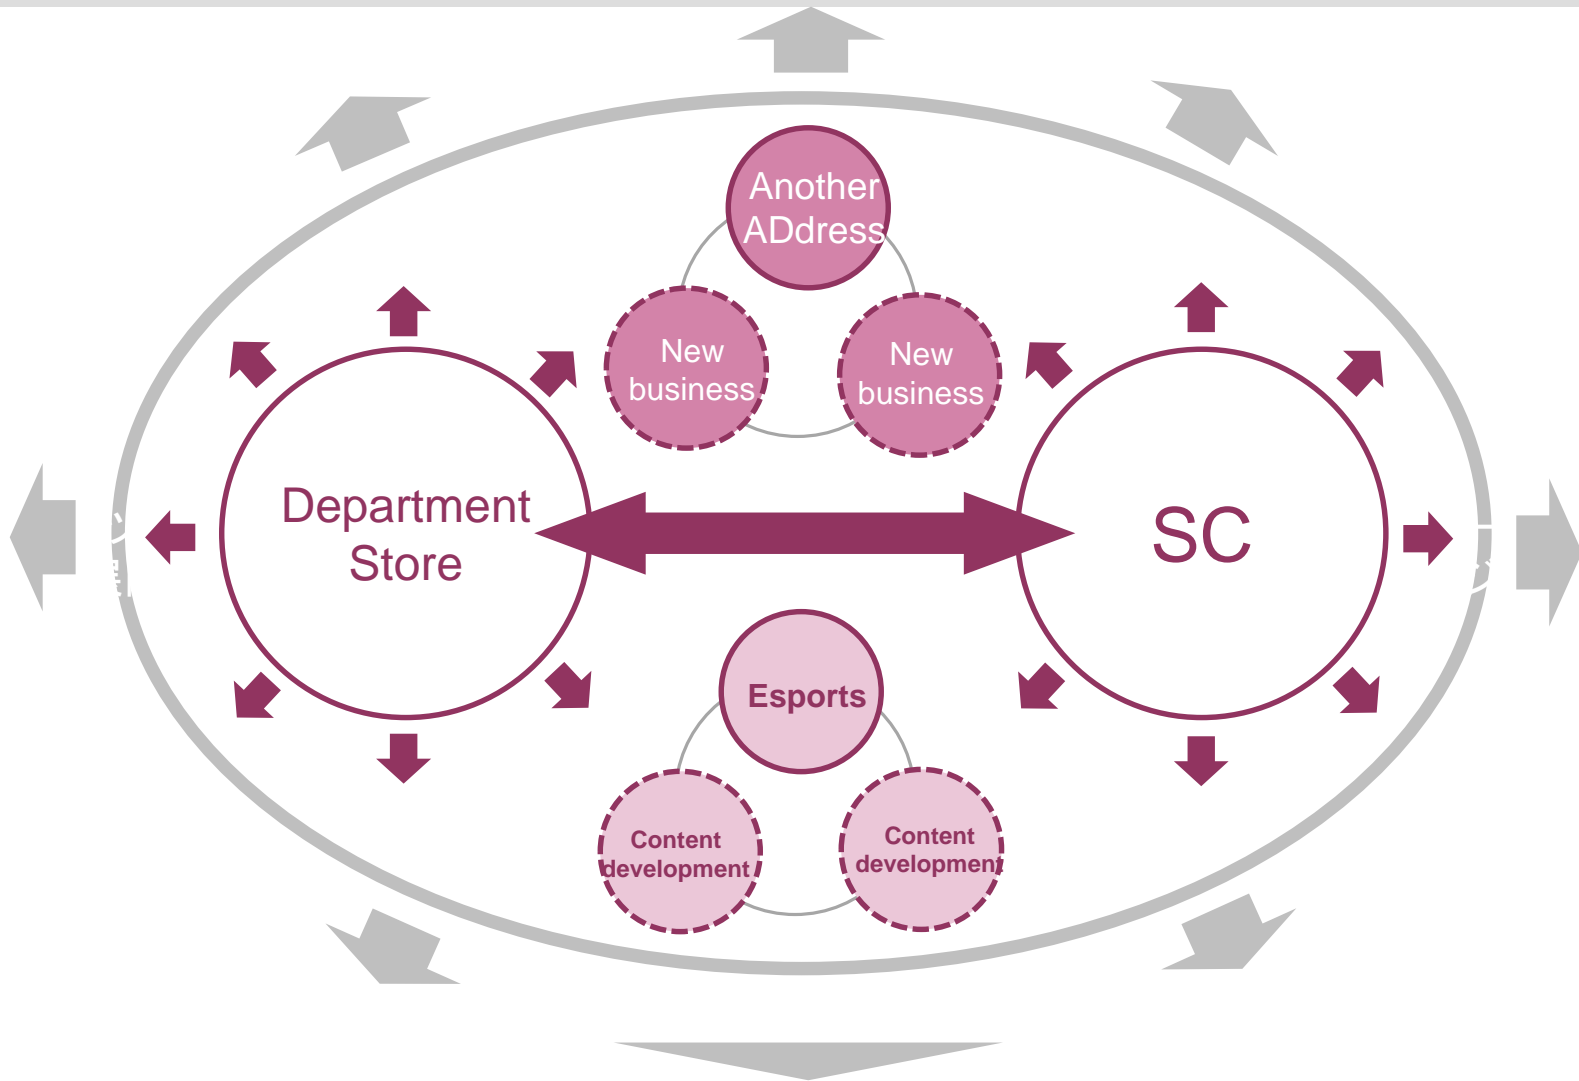 Another
ADdress
New
business
New
business
Department
Store
SC
Esports
Content
development
Content
development